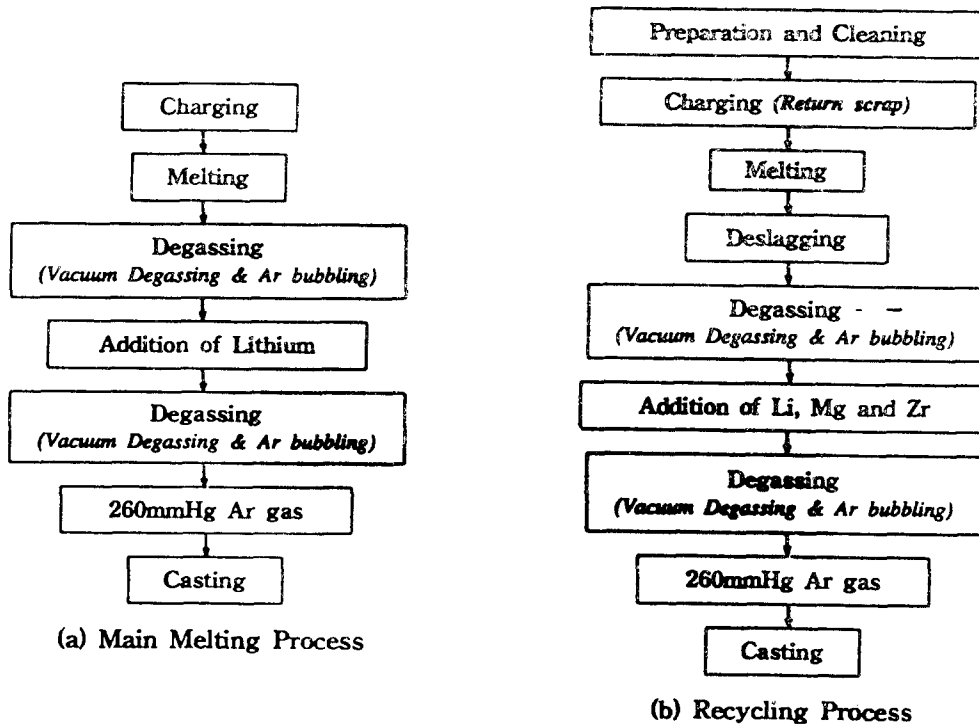 Charging
Melting
Degassing
(Vacuum Degassing & Ar bubbling)
Addition of Lithium
Degassing
(Vacuum Degassing & Ar bubbling)
260mmHg Ar gas
Casting
(a) Main Melting Process
Preparation and Cleaning
Charging (Return scrap)
Melting
Deslagging
Degassing - –
(Vacuum Degassing & Ar bubbling)
Addition of Li, Mg and Zr
Degassing
(Vacuum Degassing & Ar bubbling)
260mmHg Ar gas
Casting
(b) Recycling Process